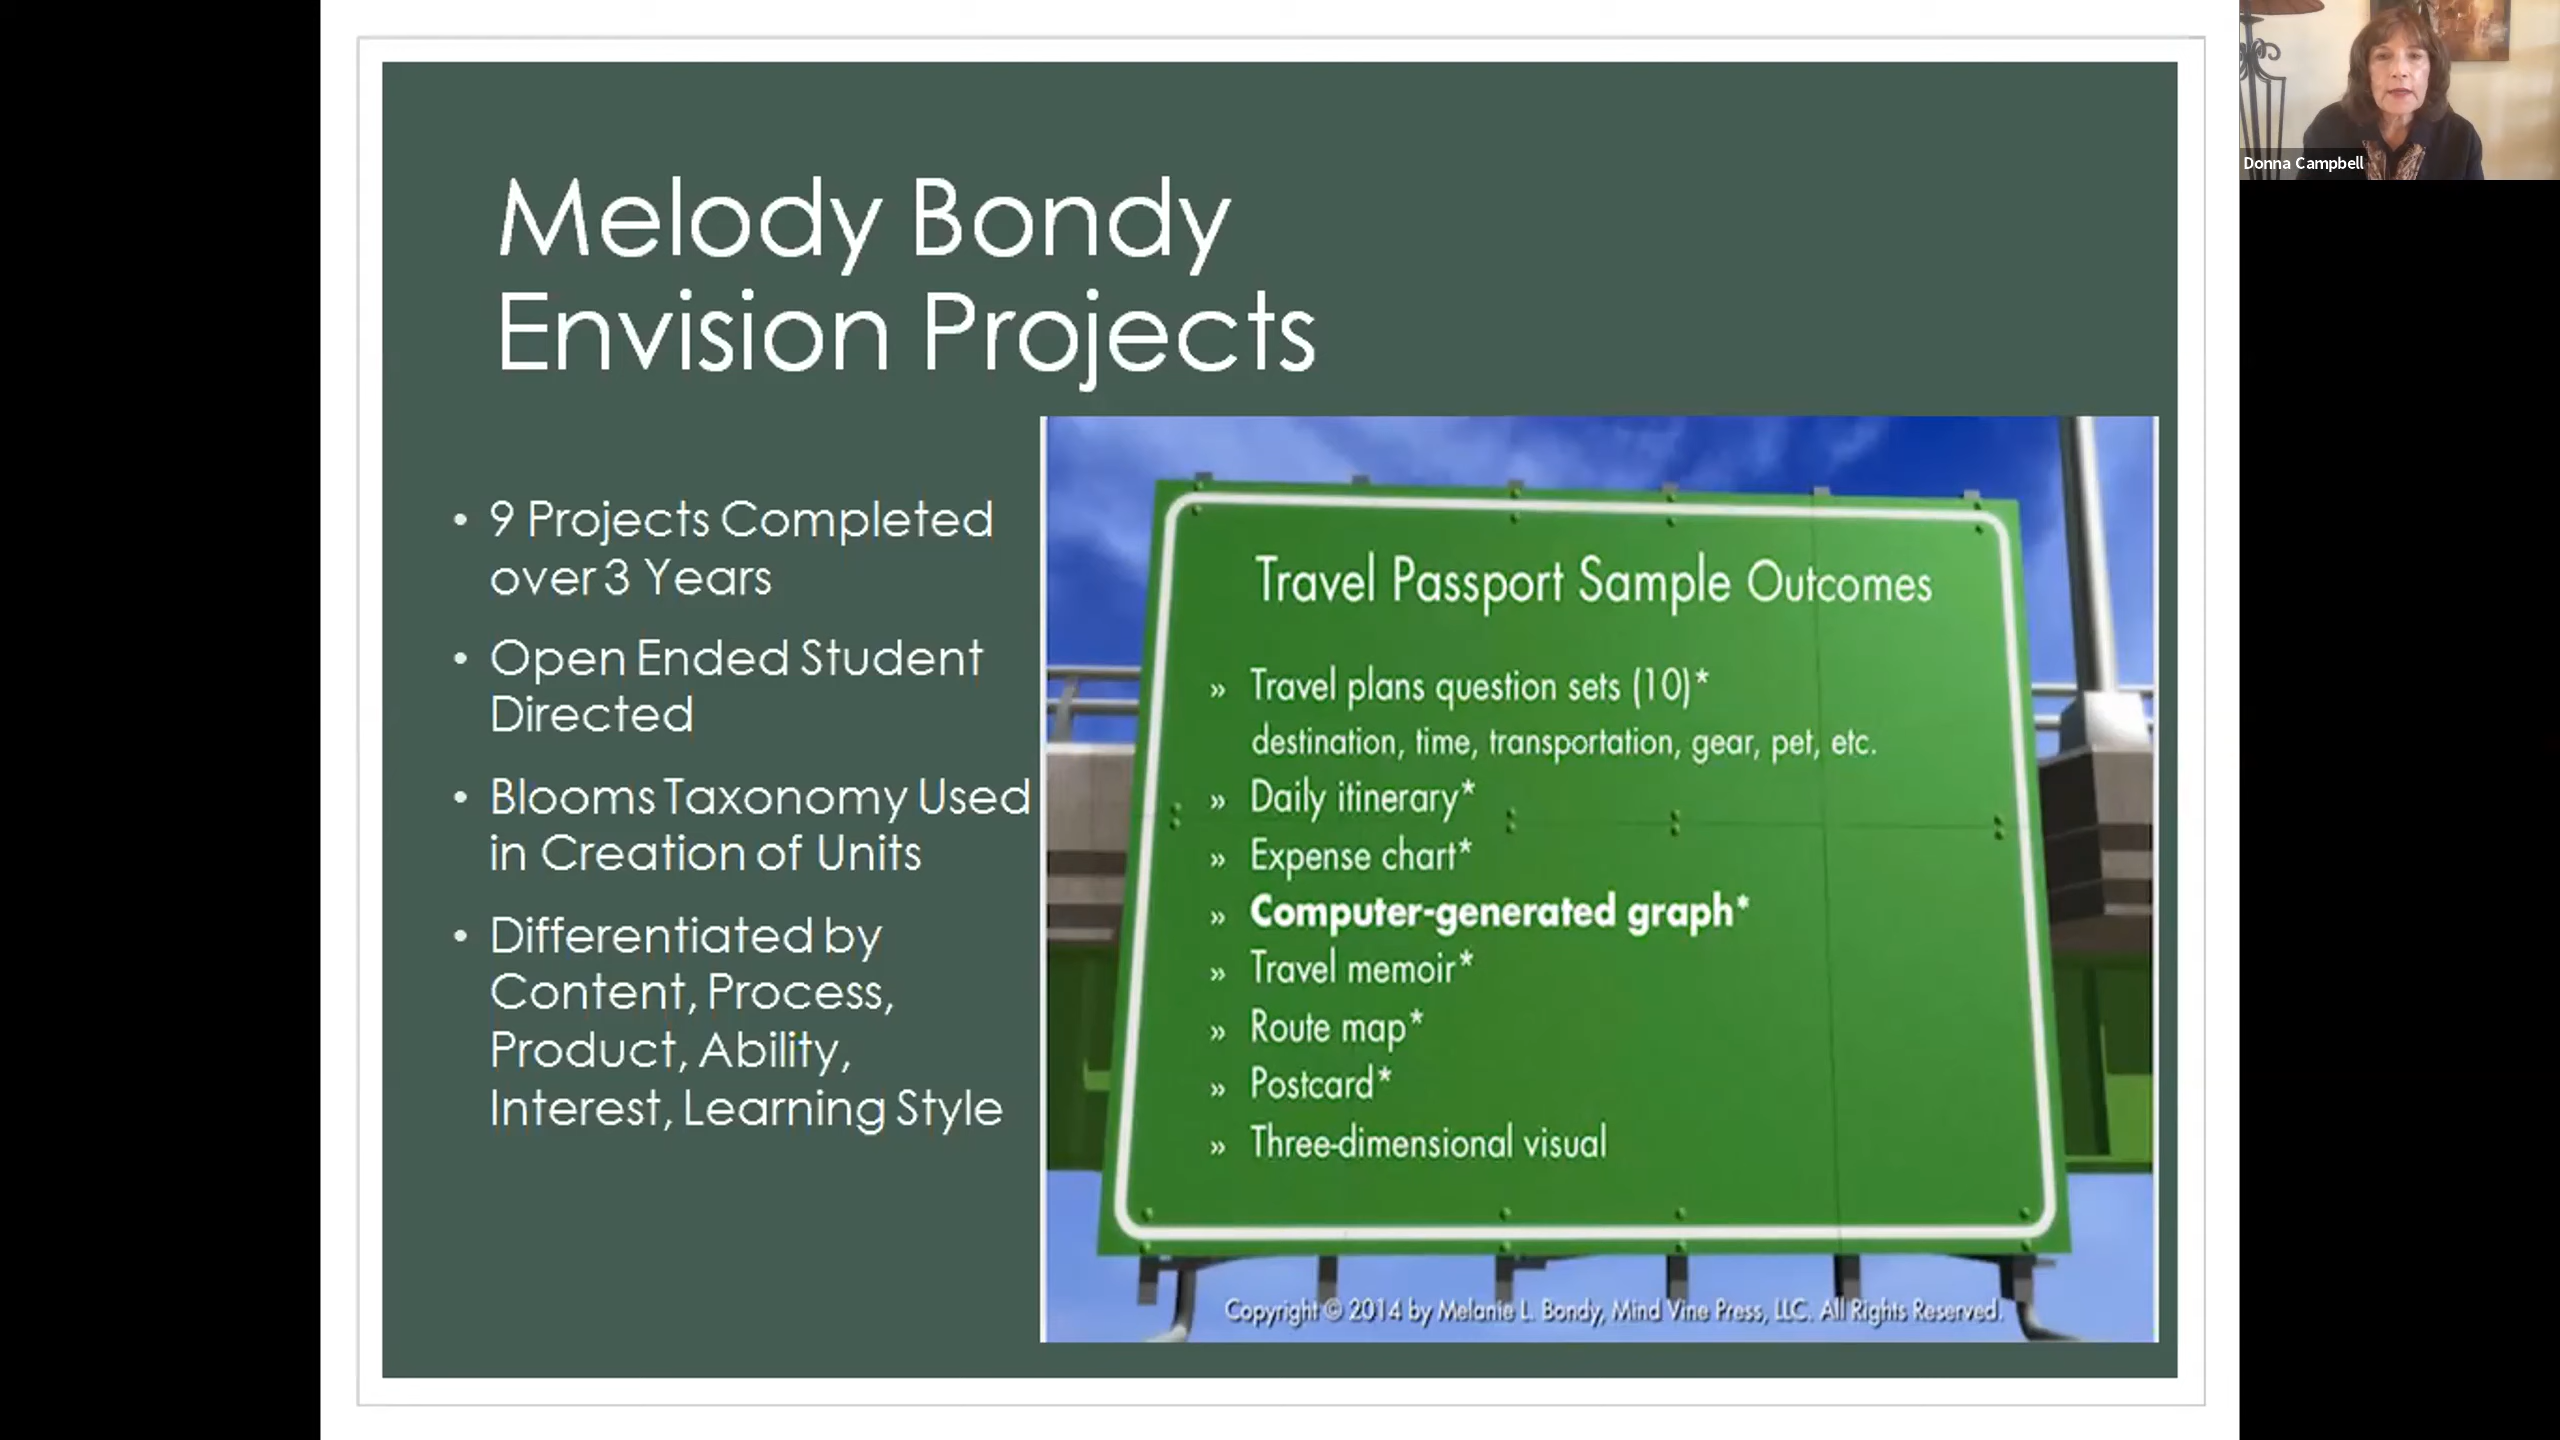 Melody Bondy
Envision Projects
• 9 Projects Completed
over 3 Years
• Open Ended Student
Directed
• Blooms Taxonomy Used
in Creation of Units
• Differentiated by
Content, Process,
Product, Ability,
Interest, Learning Style
Travel Passport Sample Outcomes
» Travel plans question sets (10)*
destination, time, transportation, gear, pet, etc.
» Daily itinerary*
» Expense chart*
» Computer-generated graph*
» Travel memoir*
» Route map*
» Postcard*
» Three-dimensional visual
Copyright © 2014 by Melanie L. Bondy, Mind Vine Press, LLC. All Rights Reserved.
Donna Campbell